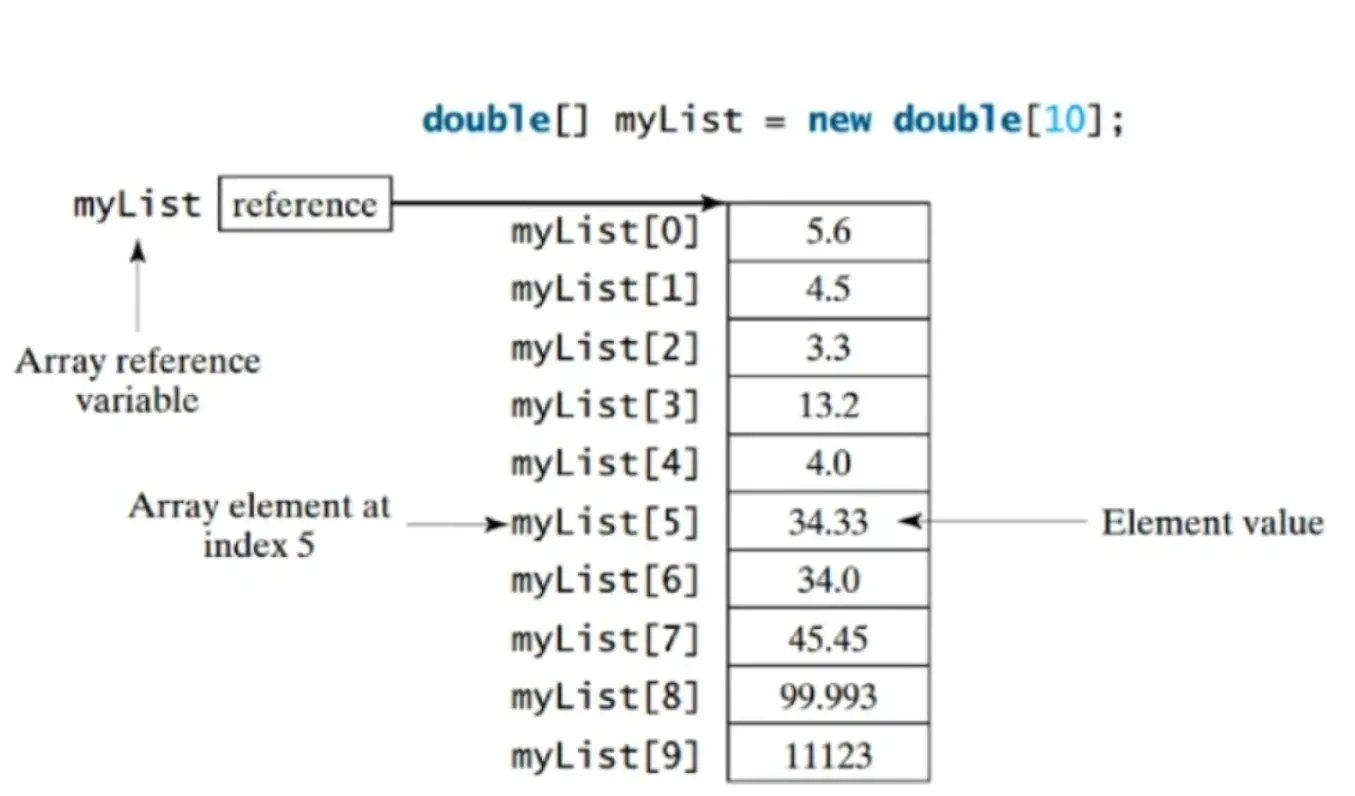 double[] myList = new double[10];
myList reference
myList[0] 5.6
myList[1] 4.5
myList[2] 3.3
Array reference
variable
myList[3] 13.2
myList[4] 4.0
Array element at
index 5
myList[5] 34.33 Element value
myList[6] 34.0
myList[7] 45.45
myList[8] 99.993
myList[9] 11123